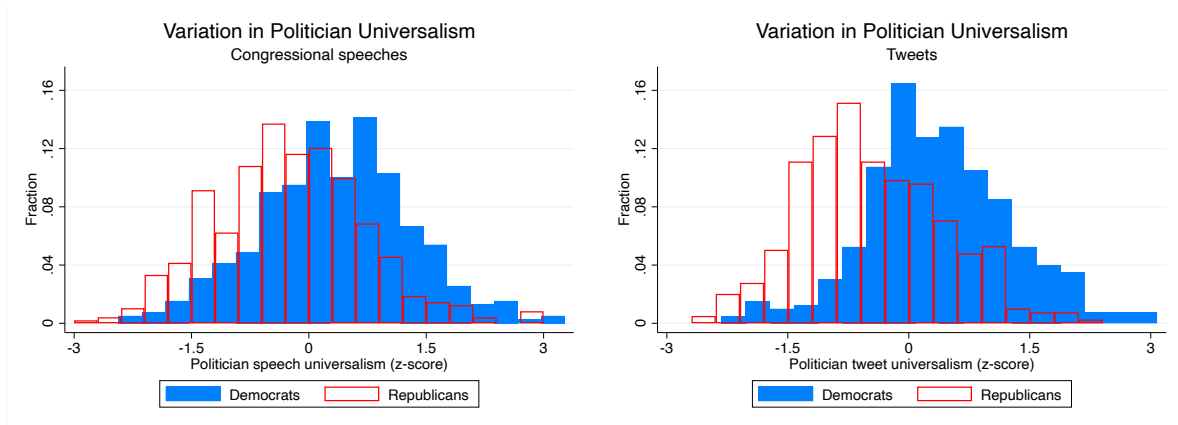 Variation in Politician Universalism
Congressional speeches
Fraction
.16
.12
.08
.04
0
-3 -1.5 0 1.5 3
Politician speech universalism (z-score)
Democrats Republicans
Variation in Politician Universalism
Tweets
Fraction
.16
.12
.08
.04
0
-3 -1.5 0 1.5 3
Politician tweet universalism (z-score)
Democrats Republicans